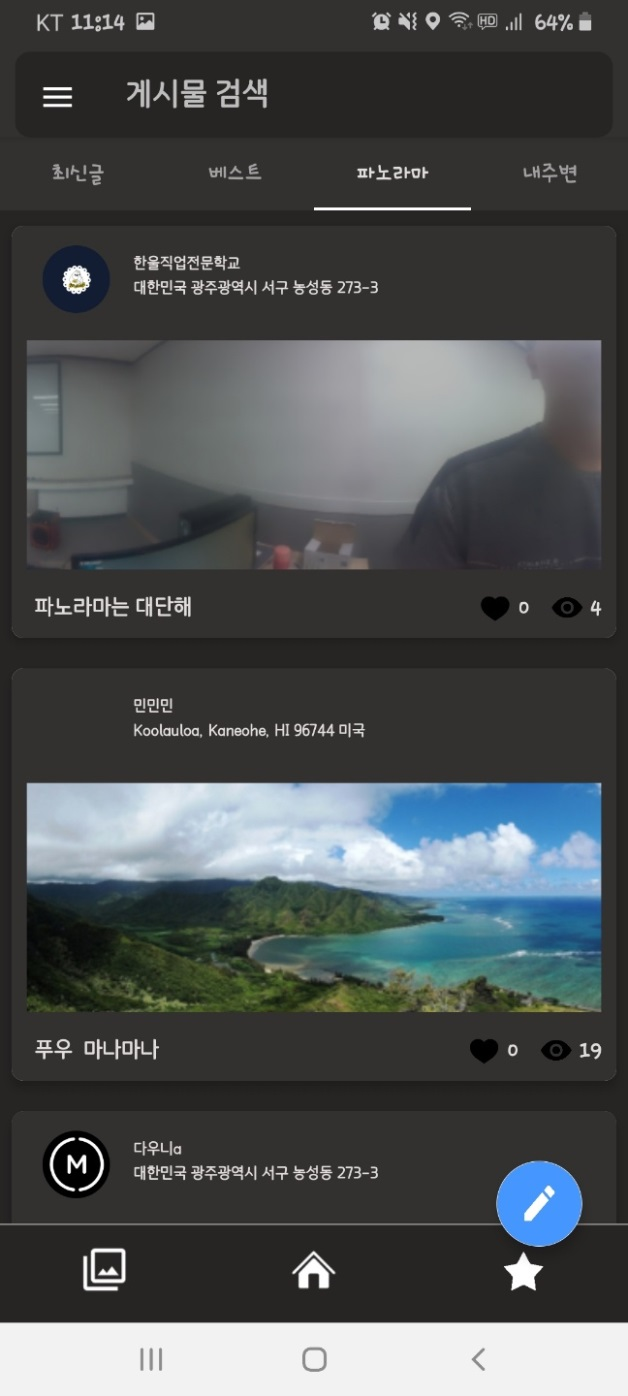 KT 11:14 HD 64%
게시물 검색
최신글 베스트 파노라마 내주변
한울직업전문학교
대한민국 광주광역시 서구 농성동 273-3
파노라마는 대단해 0 4
민민민
Koolauloa, Kaneohe, HI 96744 미국
푸우 마나마나 0 19
M
다우니a
대한민국 광주광역시 서구 농성동 273-3